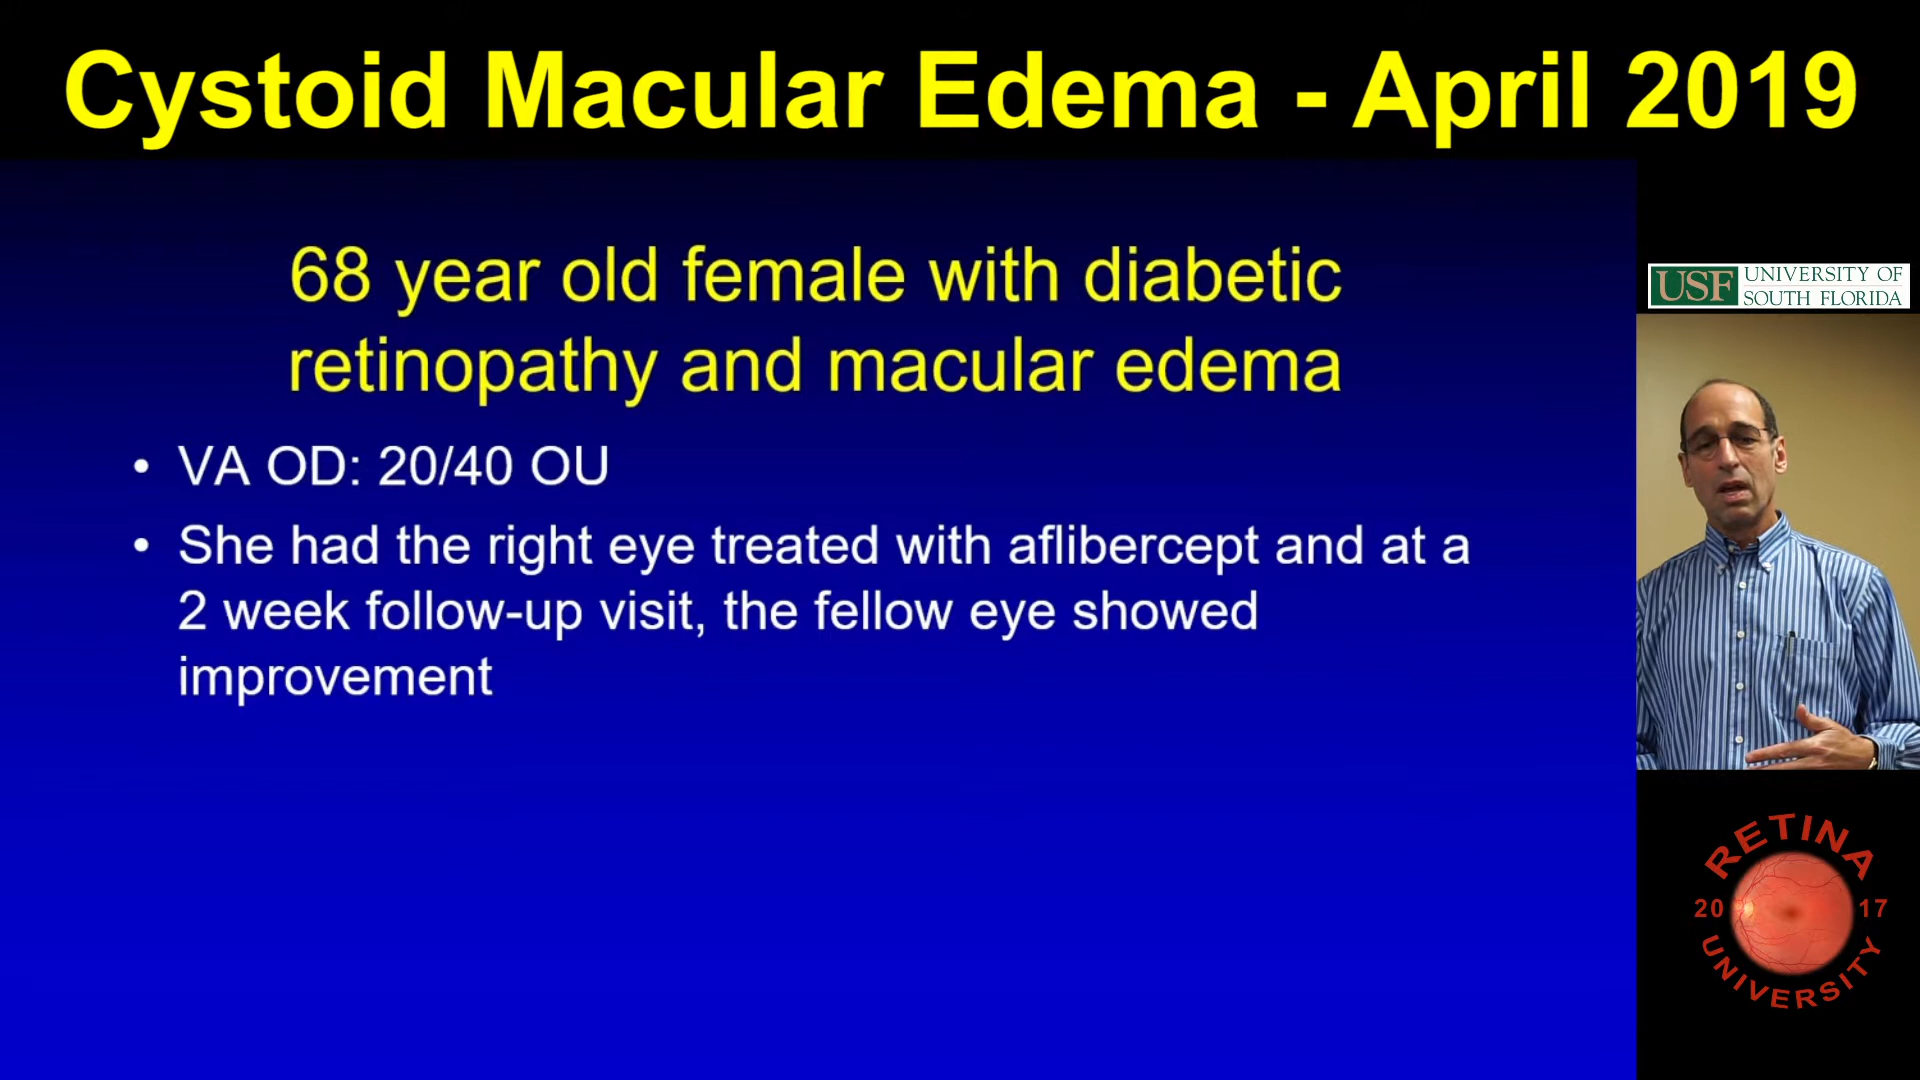 Cystoid Macular Edema - April 2019
68 year old female with diabetic
retinopathy and macular edema
• VA OD: 20/40 OU
• She had the right eye treated with aflibercept and at a
2 week follow-up visit, the fellow eye showed
improvement
USF UNIVERSITY OF
SOUTH FLORIDA
RETINA
20 17
UNIVERSITY